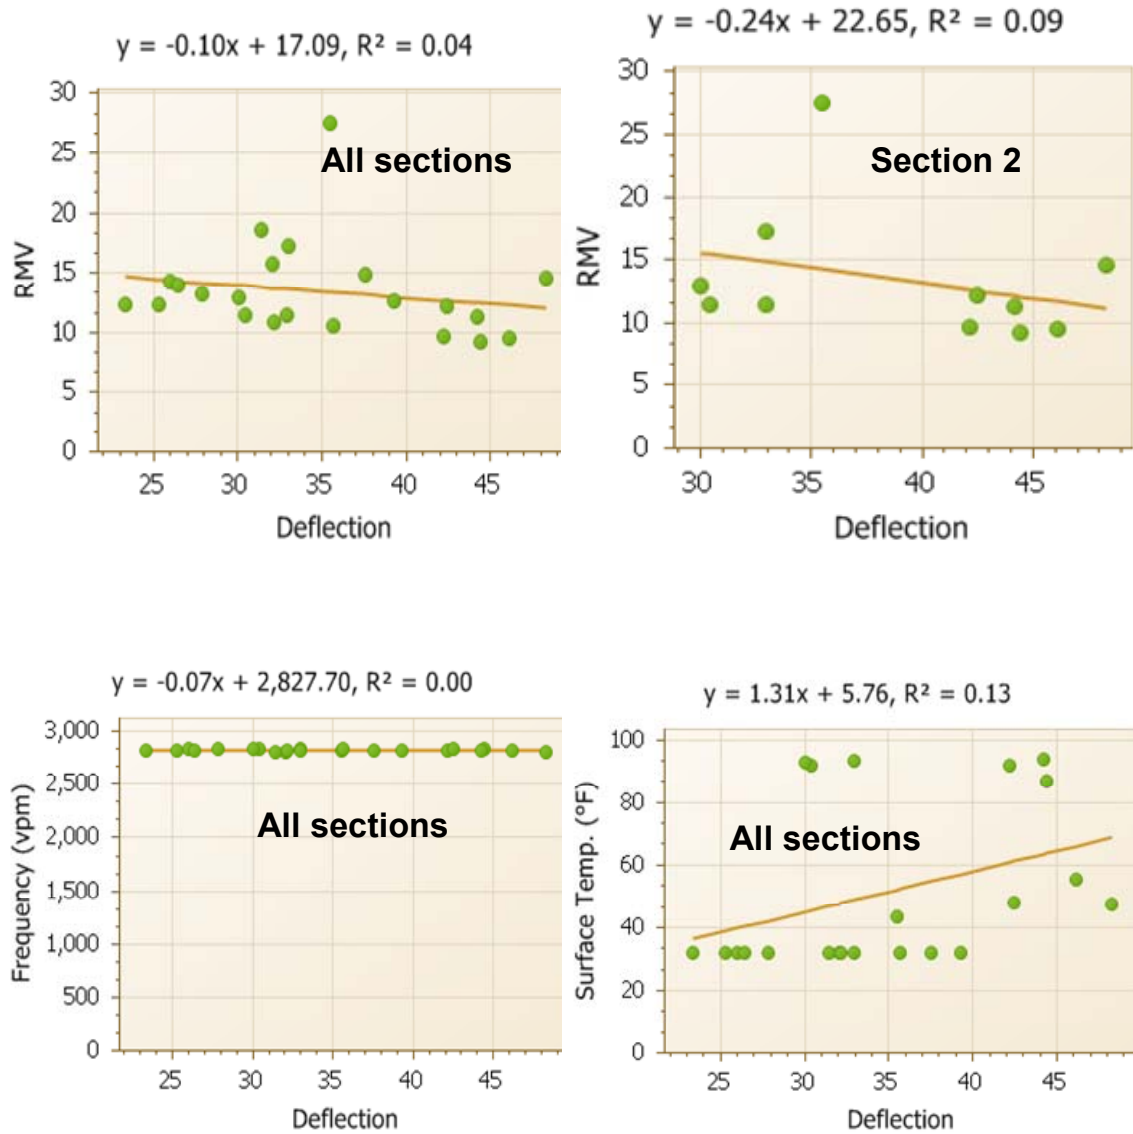 y = -0.10x + 17.09, R² = 0.04
30
25
20
15
10
5
0
RMV
All sections
25 30 35 40 45
Deflection
y = -0.24x + 22.65, R² = 0.09
30
25
20
15
10
5
0
RMV
Section 2
30 35 40 45
Deflection
y = -0.07x + 2,827.70, R² = 0.00
3,000
2,500
2,000
1,500
1,000
500
0
Frequency (vpm)
All sections
25 30 35 40 45
Deflection
y = 1.31x + 5.76, R² = 0.13
100
80
60
40
20
0
Surface Temp. (°F)
All sections
25 30 35 40 45
Deflection